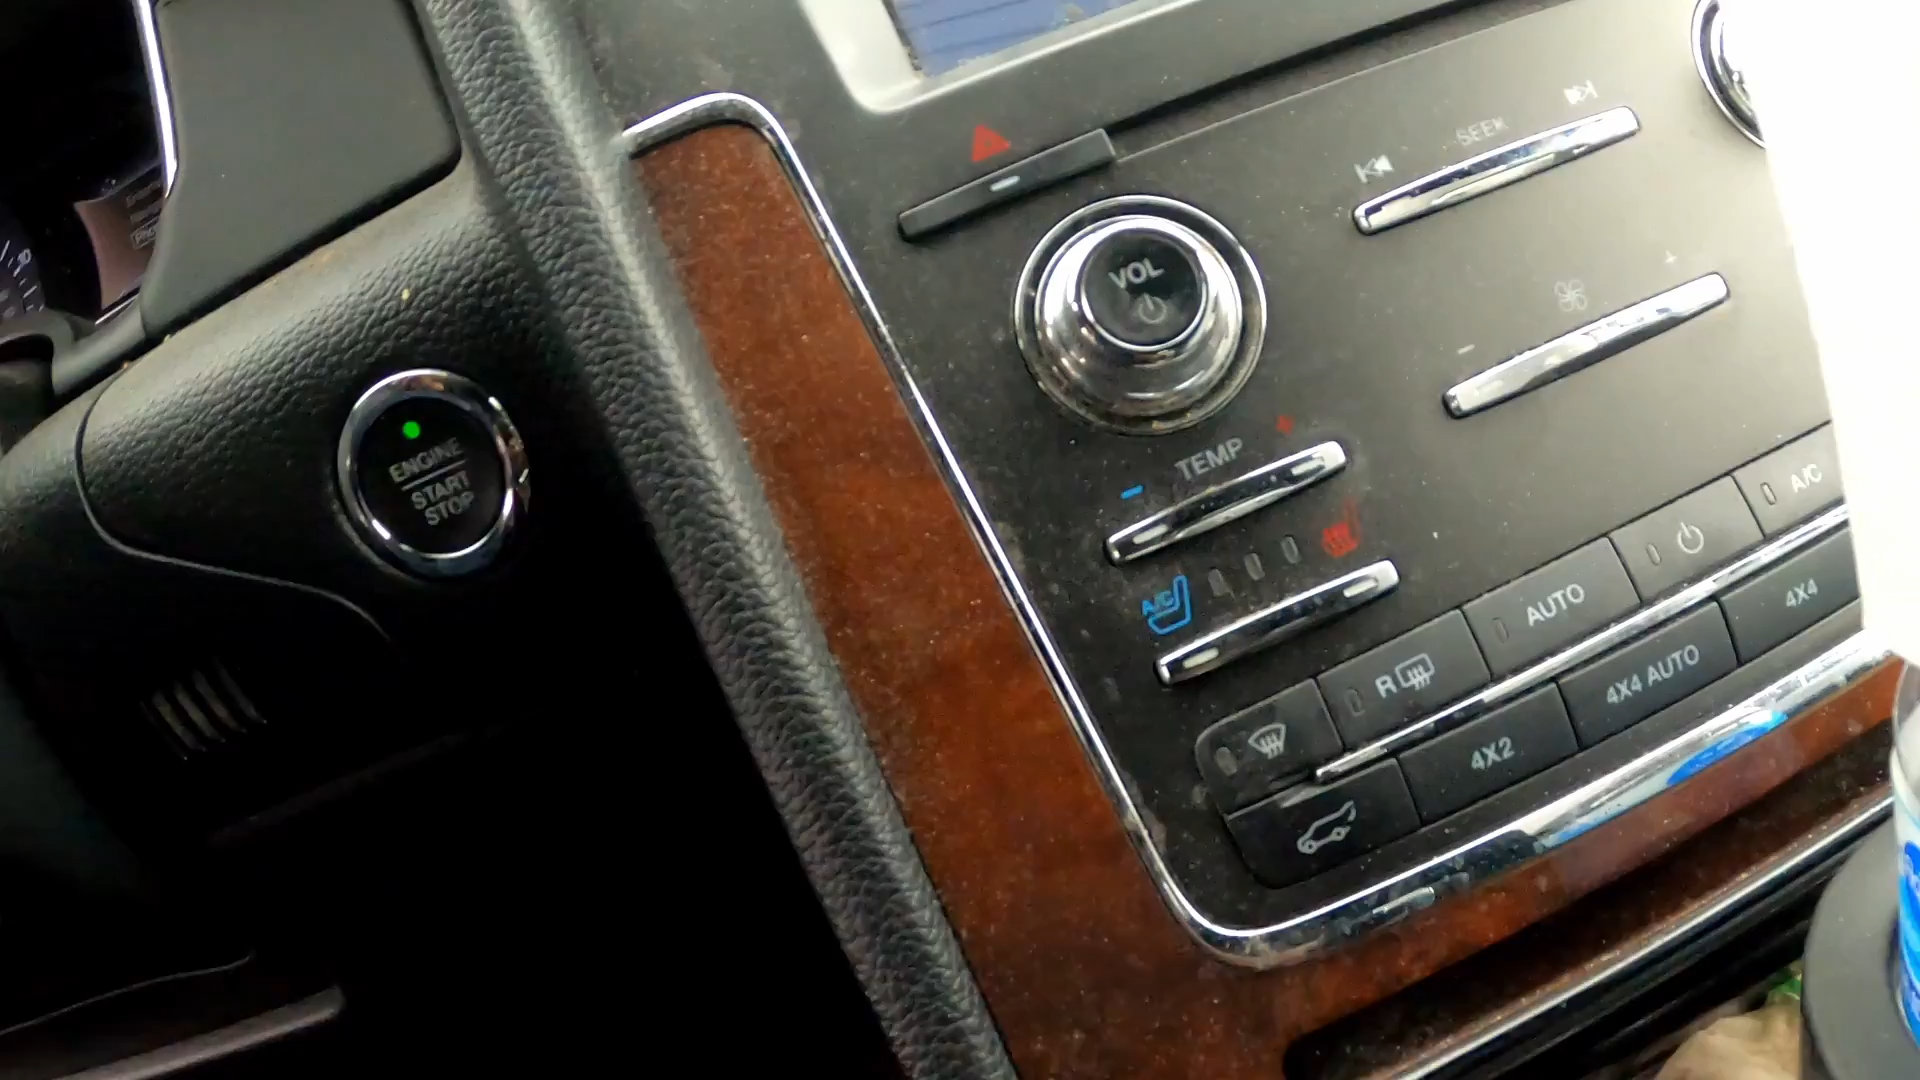 SEEK
VOL
ENGINE
START
STOP
TEMP
A/C
A/C
AUTO
R
4X4
4X4 AUTO
4X2